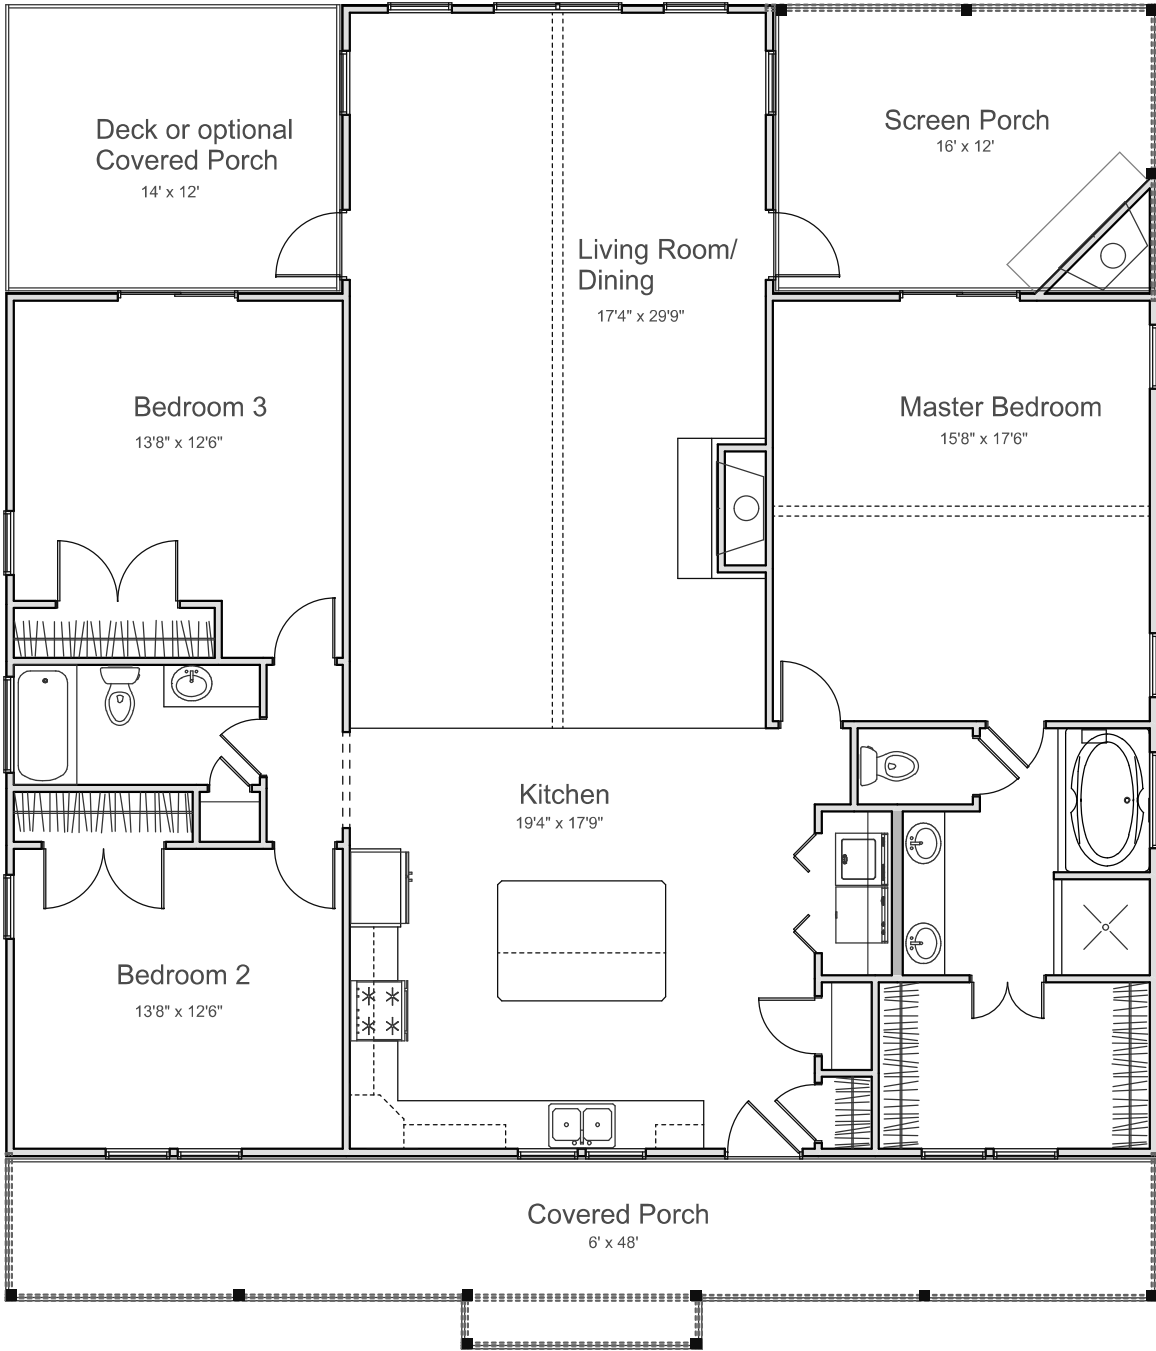 Deck or optional
Covered Porch
14' x 12'
Screen Porch
16' x 12'
Living Room/
Dining
17'4" x 29'9"
Bedroom 3
13'8" x 12'6"
Master Bedroom
15'8" x 17'6"
Kitchen
19'4" x 17'9"
Bedroom 2
13'8" x 12'6"
Covered Porch
6' x 48'